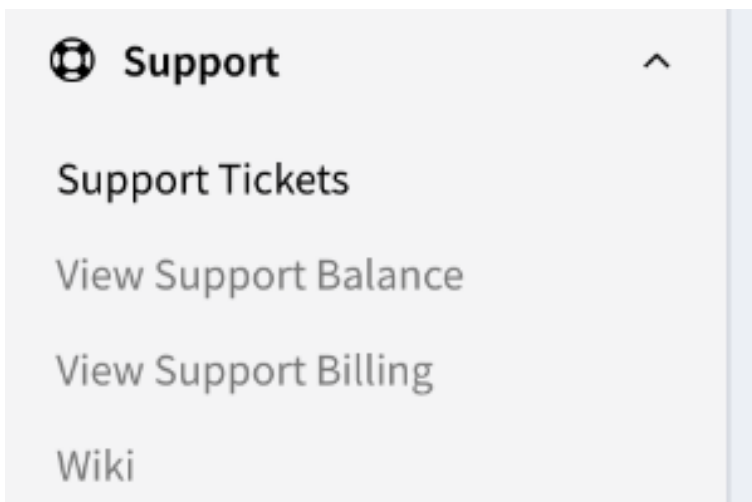 Support
Support Tickets
View Support Balance
View Support Billing
Wiki